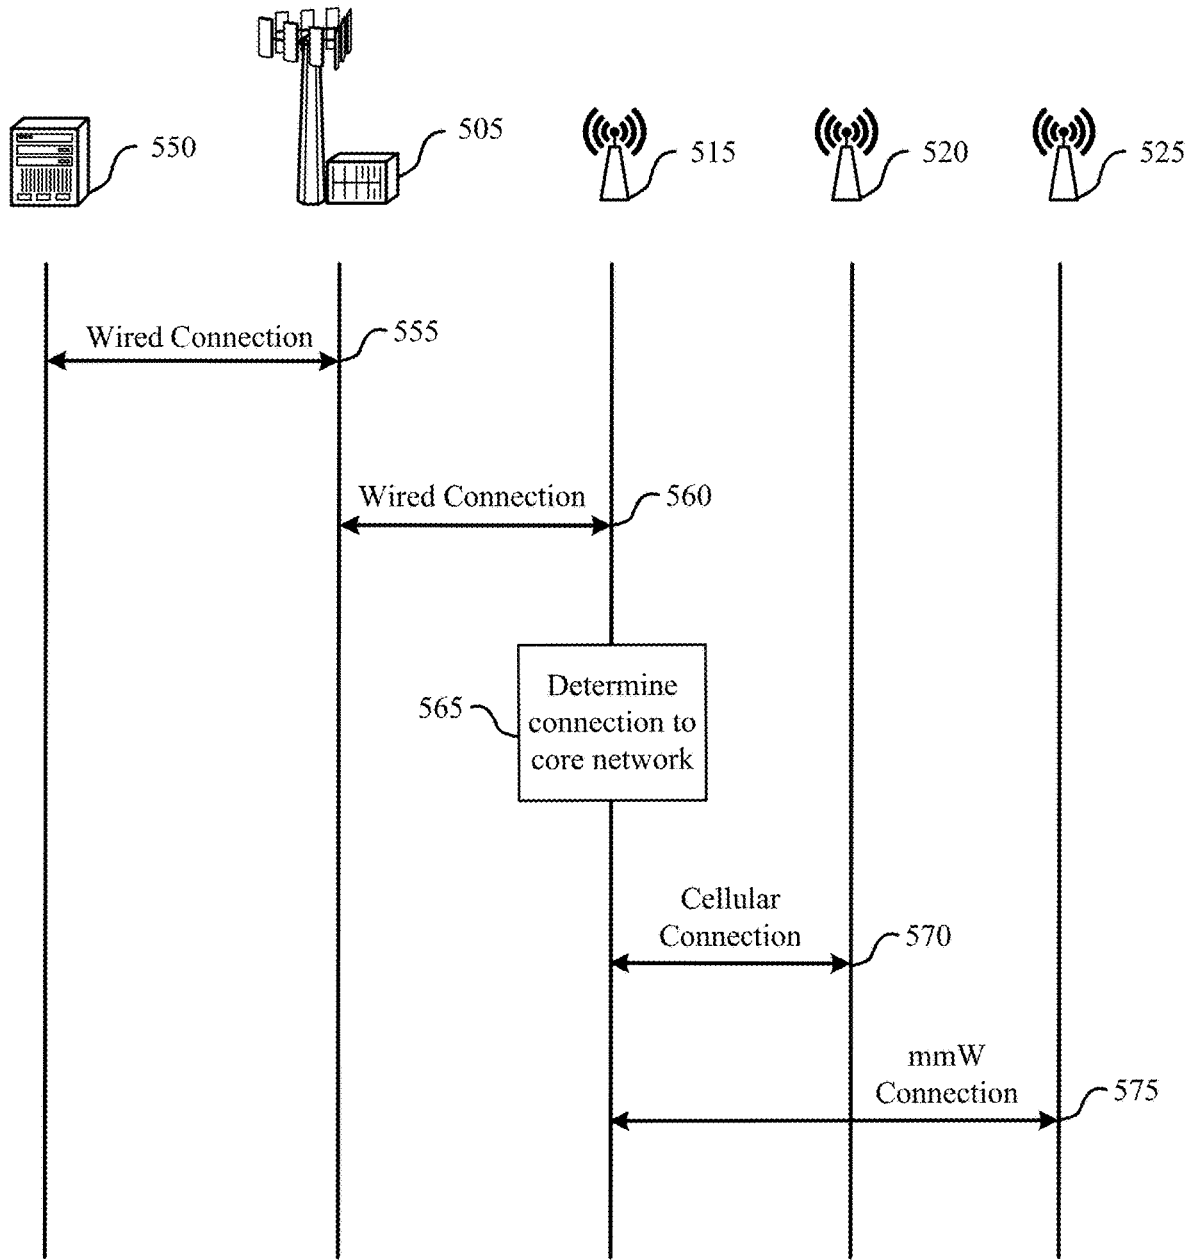 550
505
515
520
525
Wired Connection
555
Wired Connection
560
565
Determine
connection to
core network
Cellular
Connection
570
mmW
Connection
575